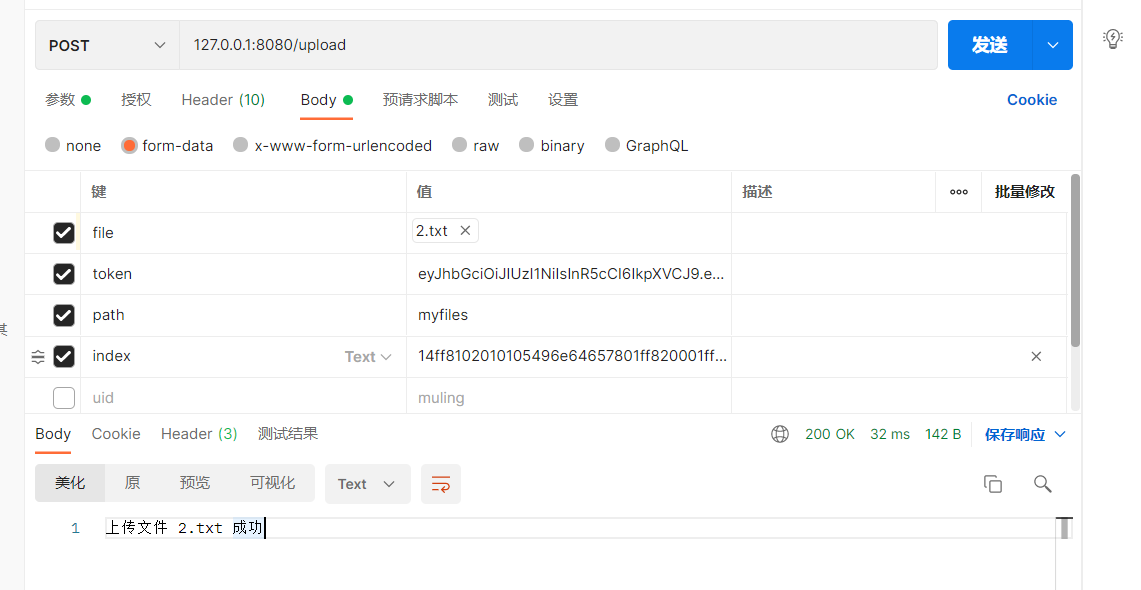 POST 127.0.0.1:8080/upload 发送
参数 授权 Header (10) Body 预请求脚本 测试 设置 Cookie
none form-data x-www-form-urlencoded raw binary GraphQL
键 值 描述 ••• 批量修改
file 2.txt
token eyJhbGciOiJIUzI1NiIsInR5cCI6IkpXVCJ9.e...
path myfiles
index Text 14ff8102010105496e64657801ff820001ff...
uid muling
Body Cookie Header (3) 测试结果 200 OK 32 ms 142 B 保存响应
美化 原 预览 可视化 Text
1 上传文件 2.txt 成功